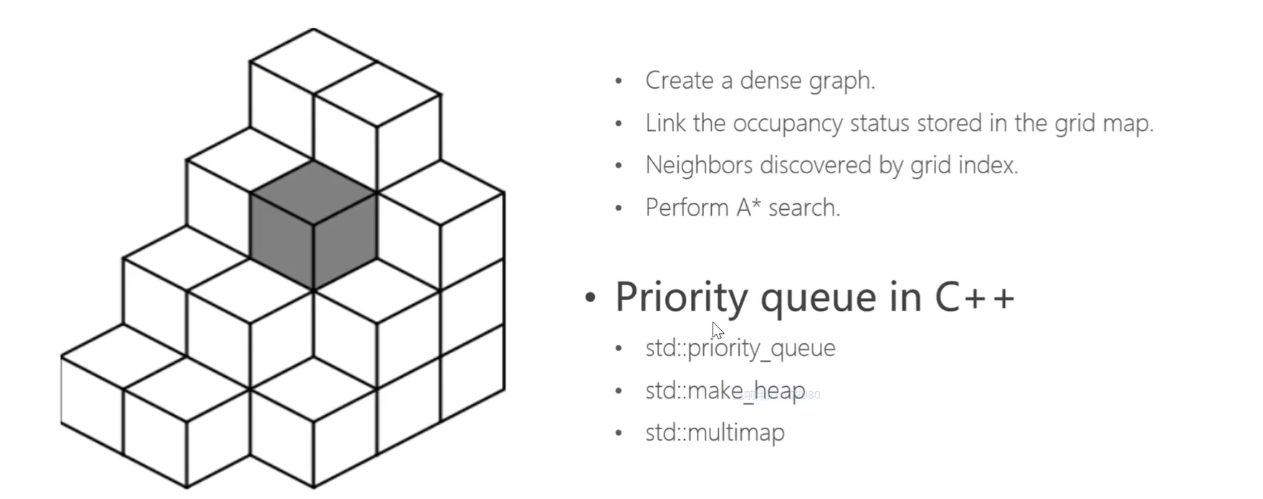 • Create a dense graph.
• Link the occupancy status stored in the grid map.
• Neighbors discovered by grid index.
• Perform A* search.
• Priority queue in C++
• std::priority_queue
• std::make_heap
• std::multimap